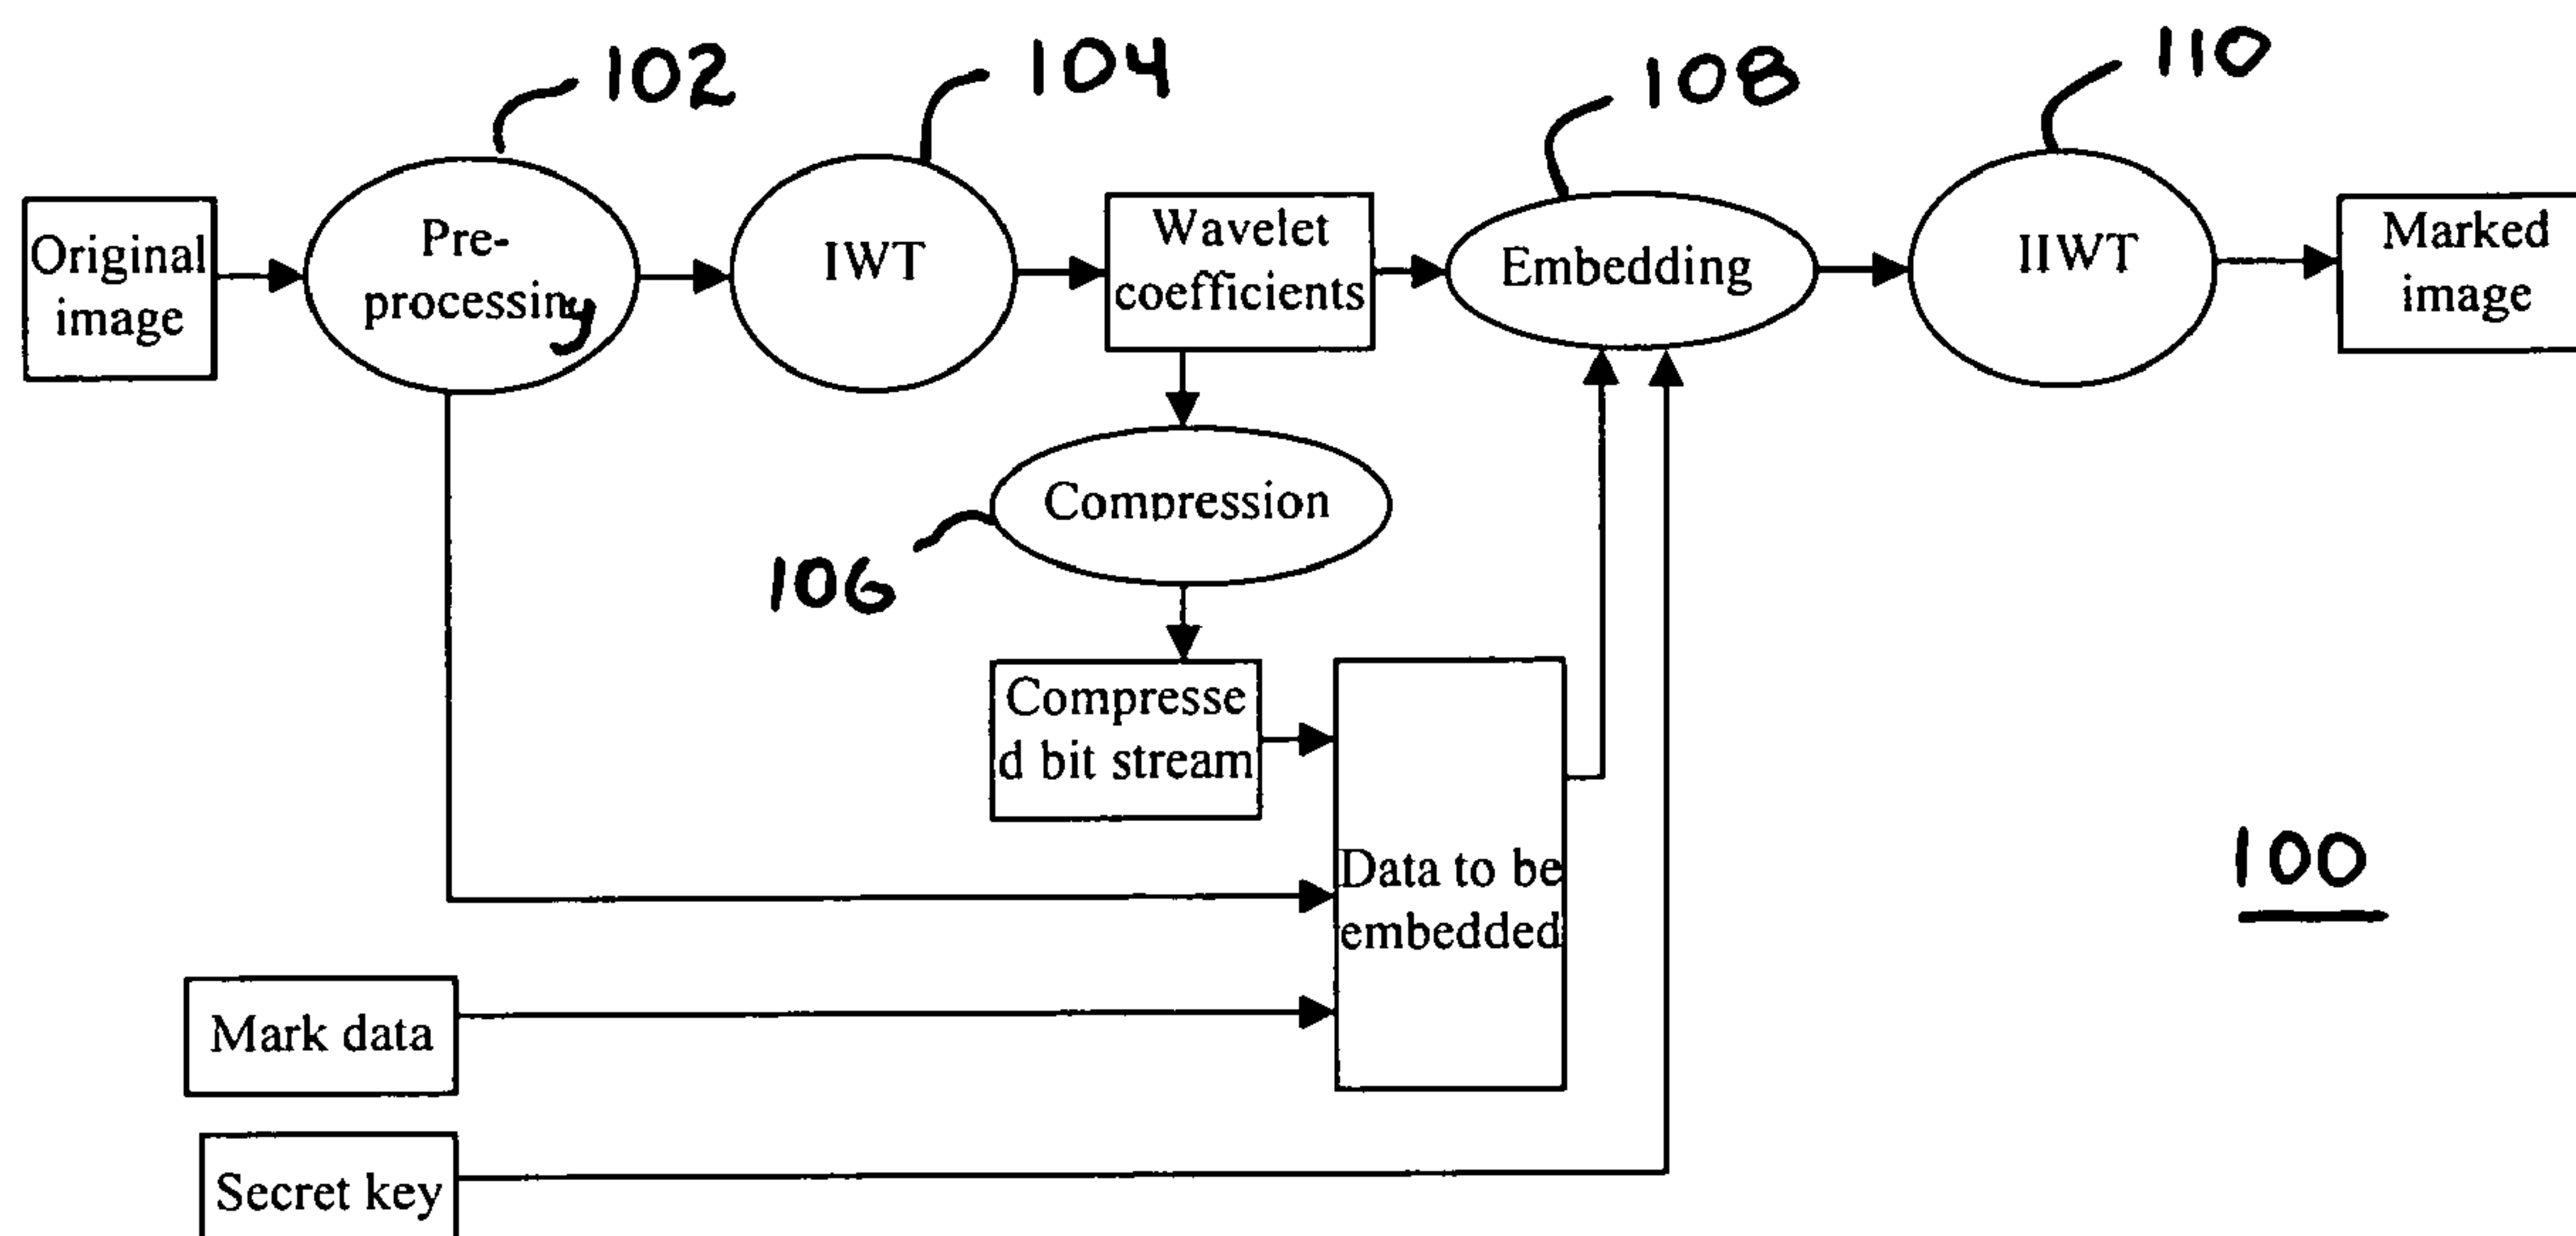 102
104
108
110
Original
image
Pre-
processing
IWT
Wavelet
coefficients
Embedding
IIWT
Marked
image
Compression
106
Compresse
d bit stream
Data to be
embedded
100
Mark data
Secret key